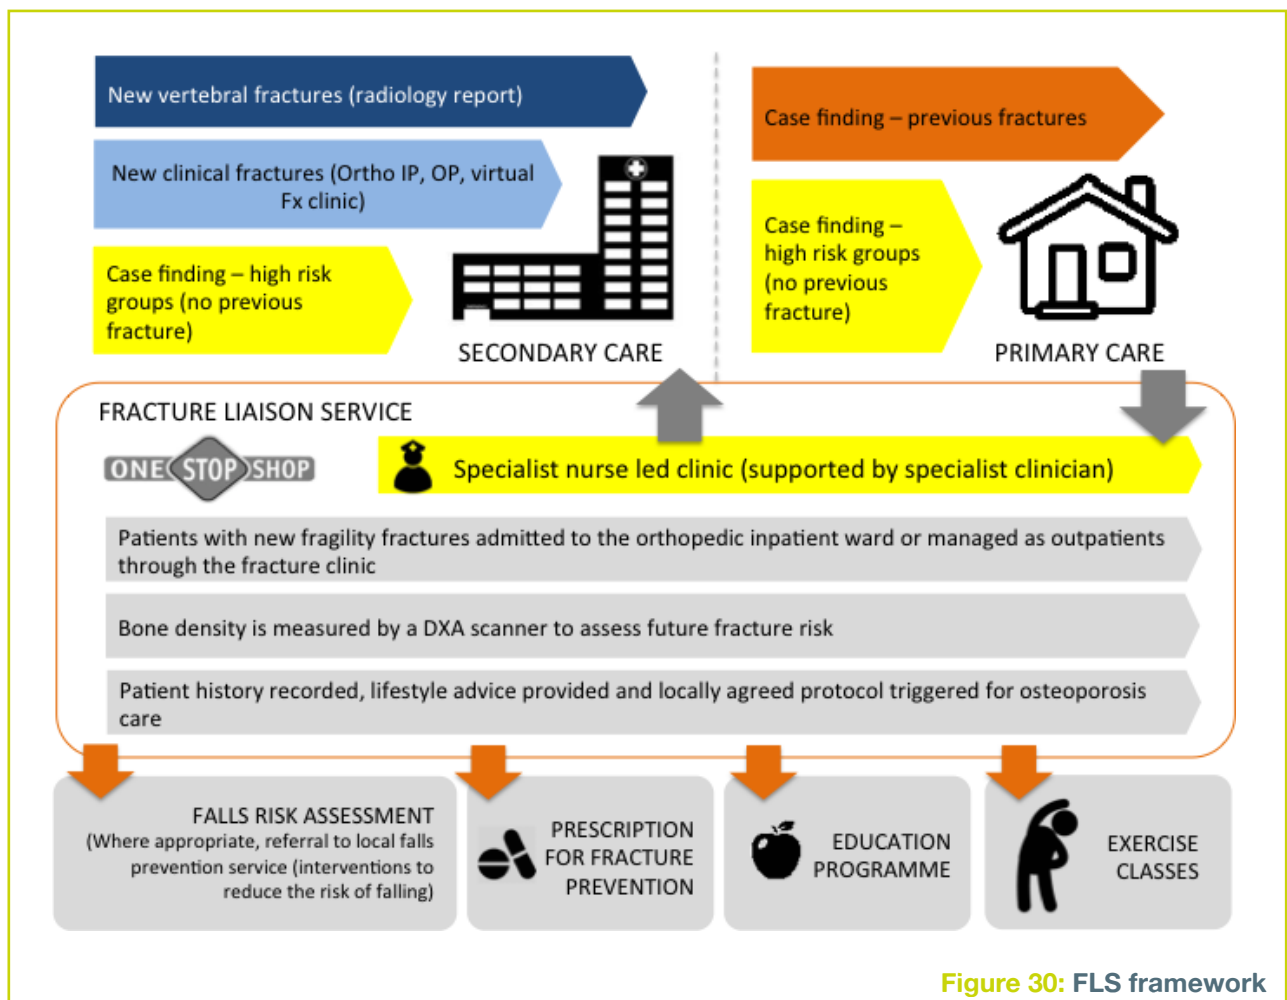 New vertebral fractures (radiology report)
New clinical fractures (Ortho IP, OP, virtual
Fx clinic)
Case finding – high risk
groups (no previous
fracture)
SECONDARY CARE
Case finding – previous fractures
Case finding –
high risk groups
(no previous
fracture)
PRIMARY CARE
FRACTURE LIAISON SERVICE
ONE STOP SHOP
Specialist nurse led clinic (supported by specialist clinician)
Patients with new fragility fractures admitted to the orthopedic inpatient ward or managed as outpatients
through the fracture clinic
Bone density is measured by a DXA scanner to assess future fracture risk
Patient history recorded, lifestyle advice provided and locally agreed protocol triggered for osteoporosis
care
FALLS RISK ASSESSMENT
(Where appropriate, referral to local falls
prevention service (interventions to
reduce the risk of falling)
PRESCRIPTION
FOR FRACTURE
PREVENTION
EDUCATION
PROGRAMME
EXERCISE
CLASSES
Figure 30: FLS framework